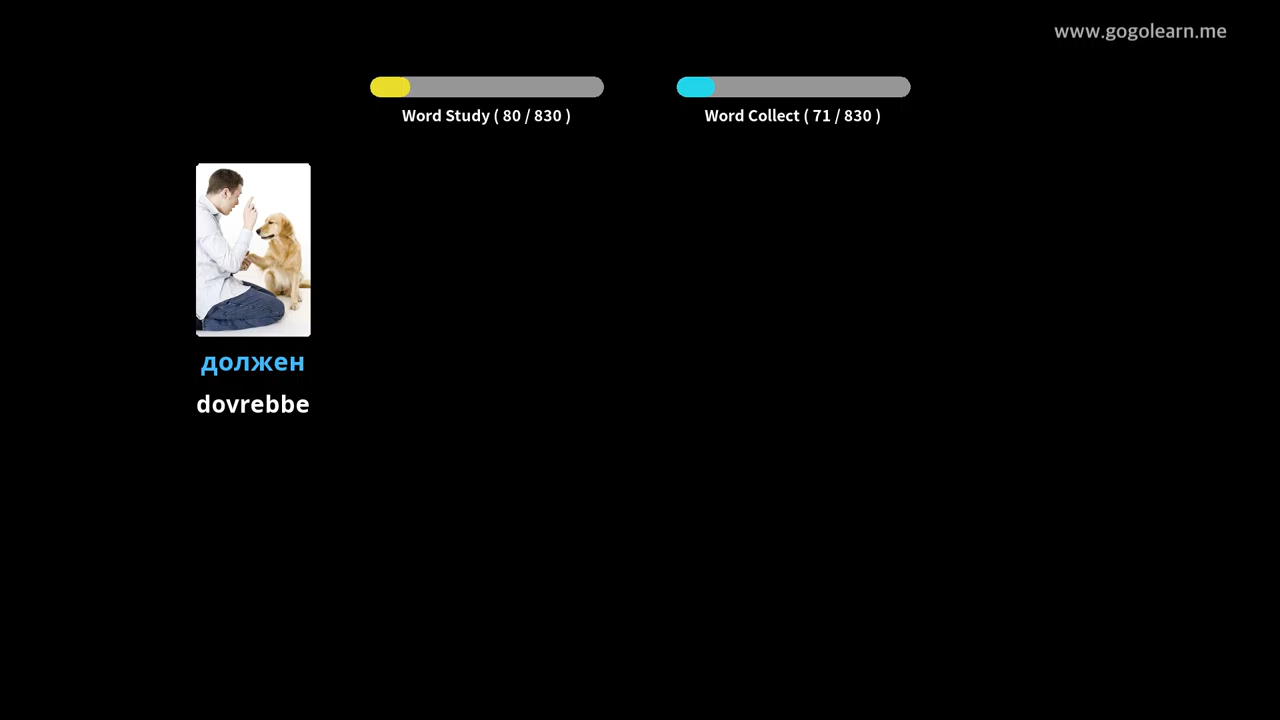 www.gogolearn.me
Word Study ( 80 / 830 )
Word Collect ( 71 / 830 )
должен
dovrebbe